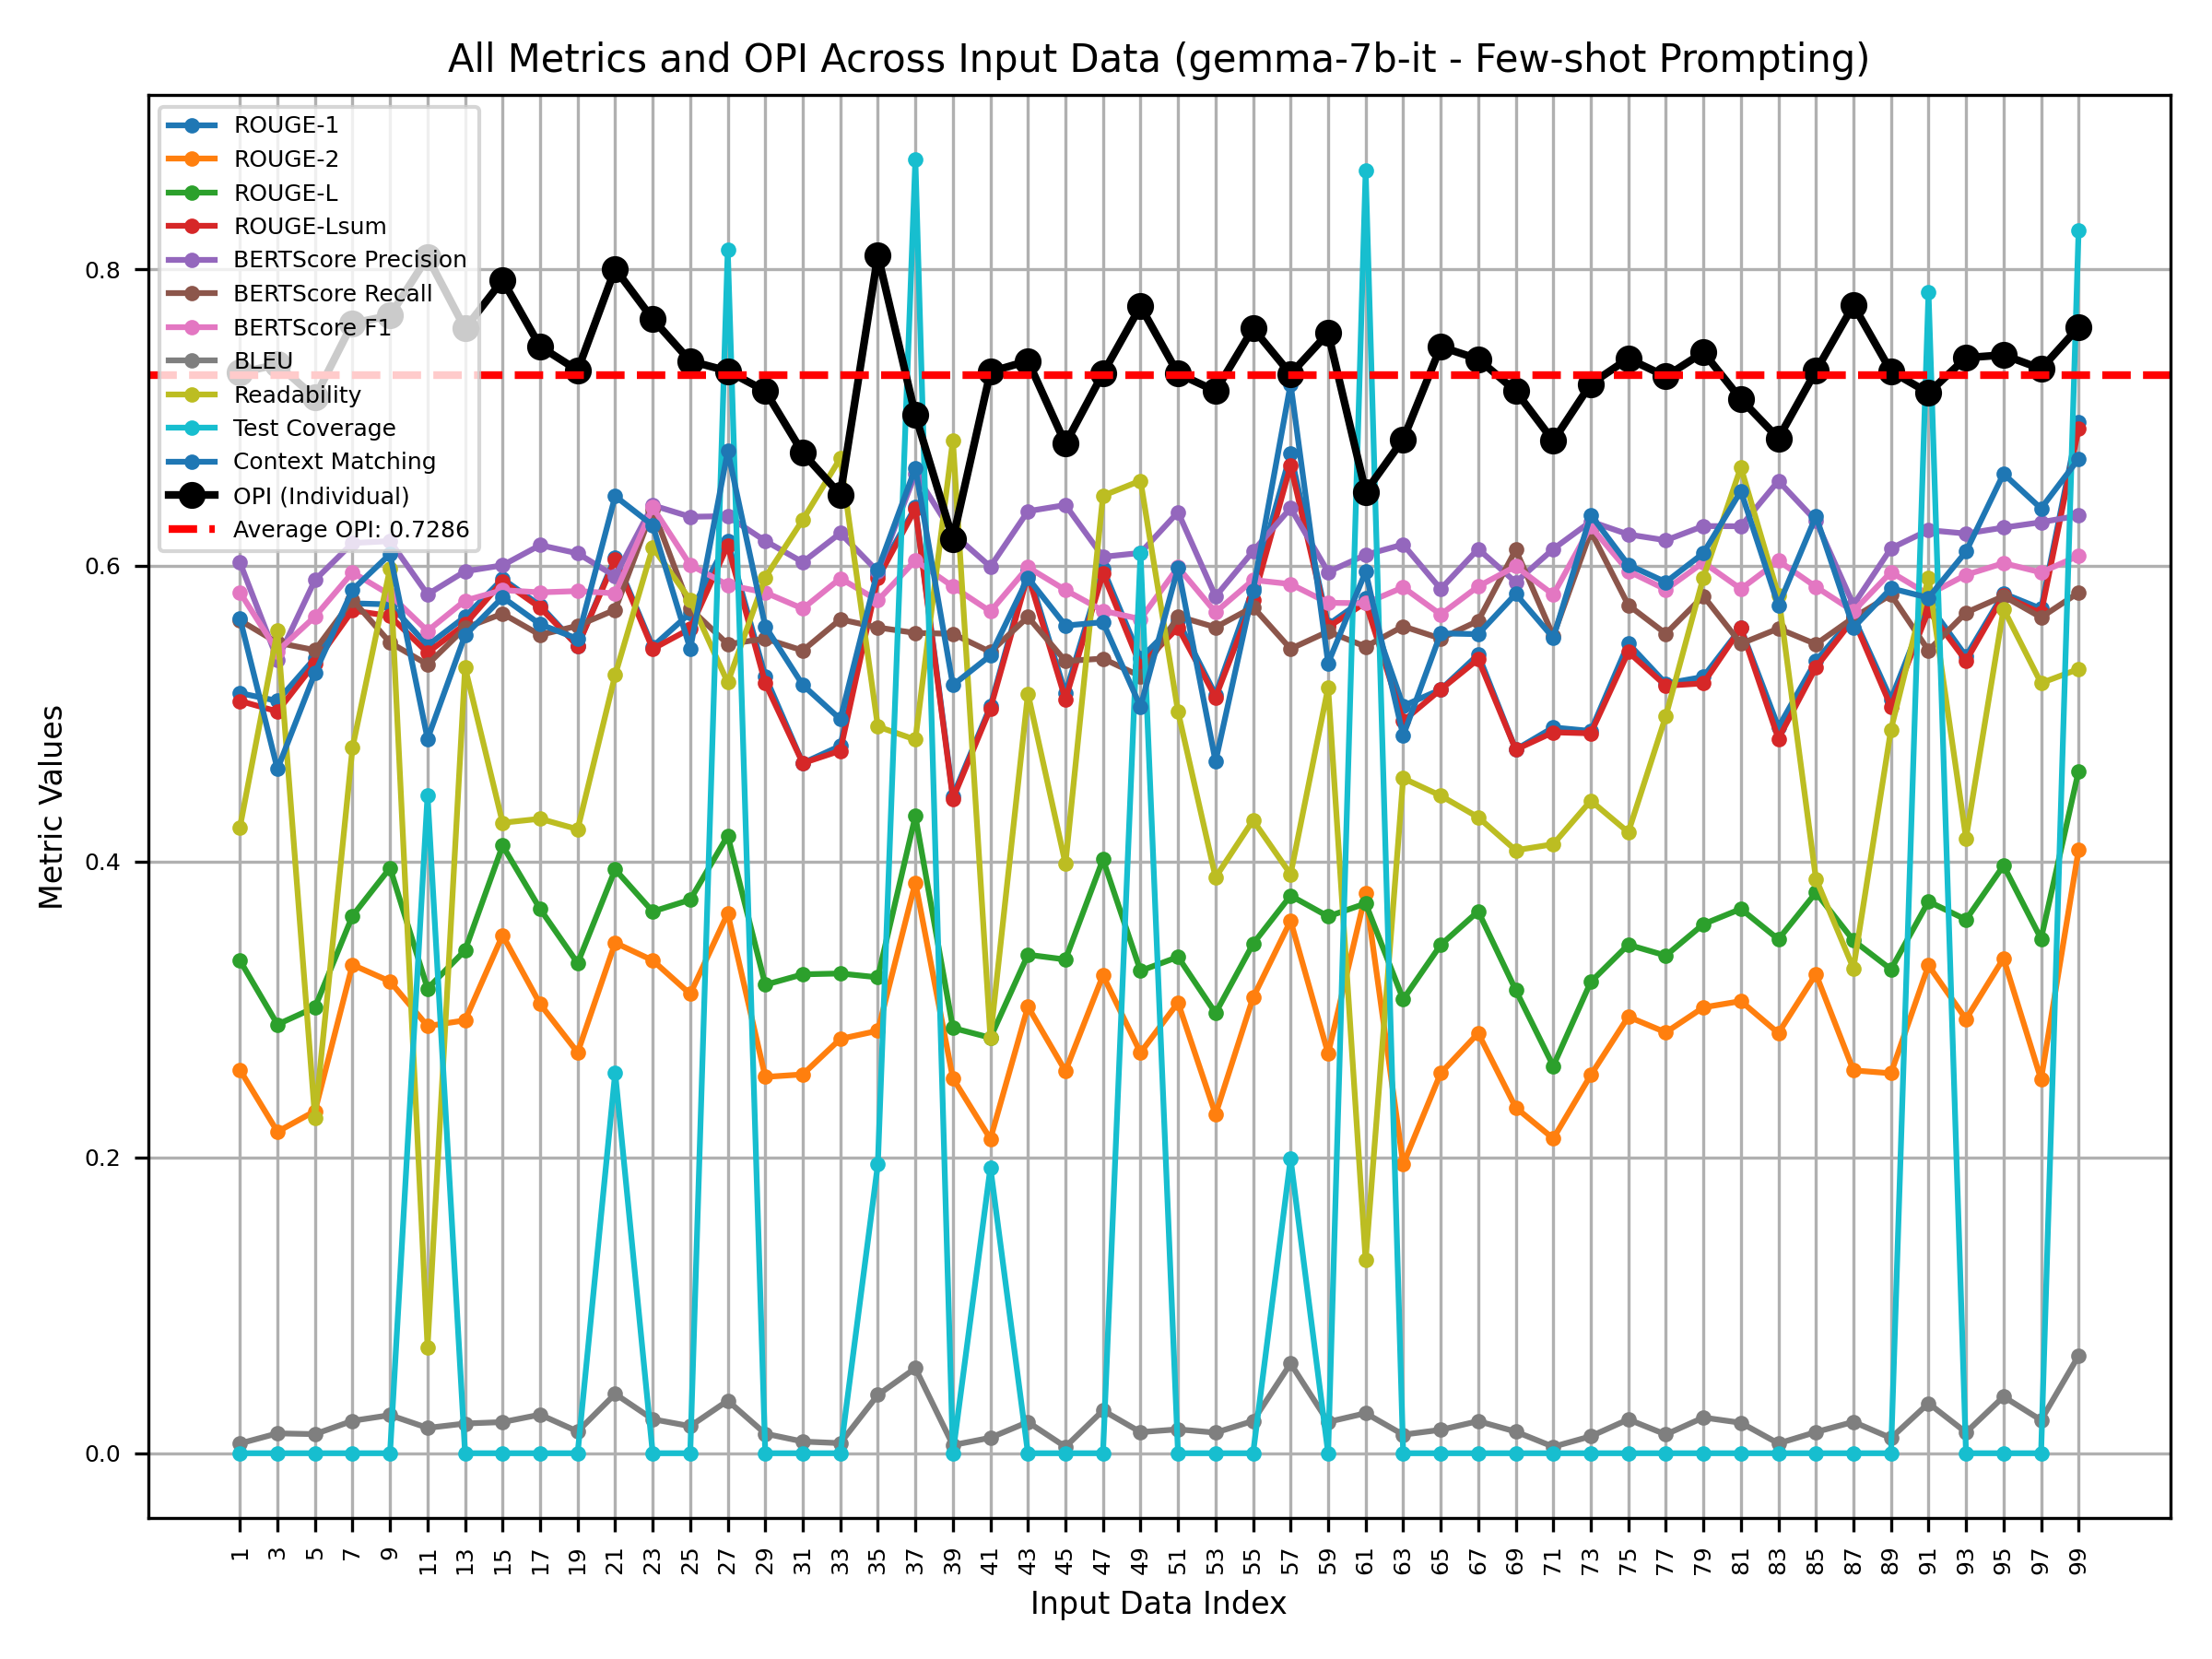 All Metrics and OPI Across Input Data (gemma-7b-it - Few-shot Prompting)
ROUGE-1
ROUGE-2
ROUGE-L
ROUGE-Lsum
BERTScore Precision
BERTScore Recall
BERTScore F1
BLEU
Readability
Test Coverage
Context Matching
OPI (Individual)
Average OPI: 0.7286
Metric Values
0.8
0.6
0.4
0.2
0.0
1 3 5 7 9 11 13 15 17 19 21 23 25 27 29 31 33 35 37 39 41 43 45 47 49 51 53 55 57 59 61 63 65 67 69 71 73 75 77 79 81 83 85 87 89 91 93 95 97 99
Input Data Index